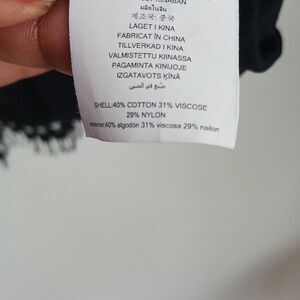 ผลิตในจีน
제조국: 중국
LAGET I KINA
FABRICAT ÎN CHINA
TILLVERKAD I KINA
VALMISTETTU KIINASSA
PAGAMINTA KINIJOJE
IZGATAVOTS ĶĪNĀ
صنع في الصين
SHELL:40% COTTON 31% VISCOSE
29% NYLON
exterior:40% algodón 31% viscosa 29% nailon